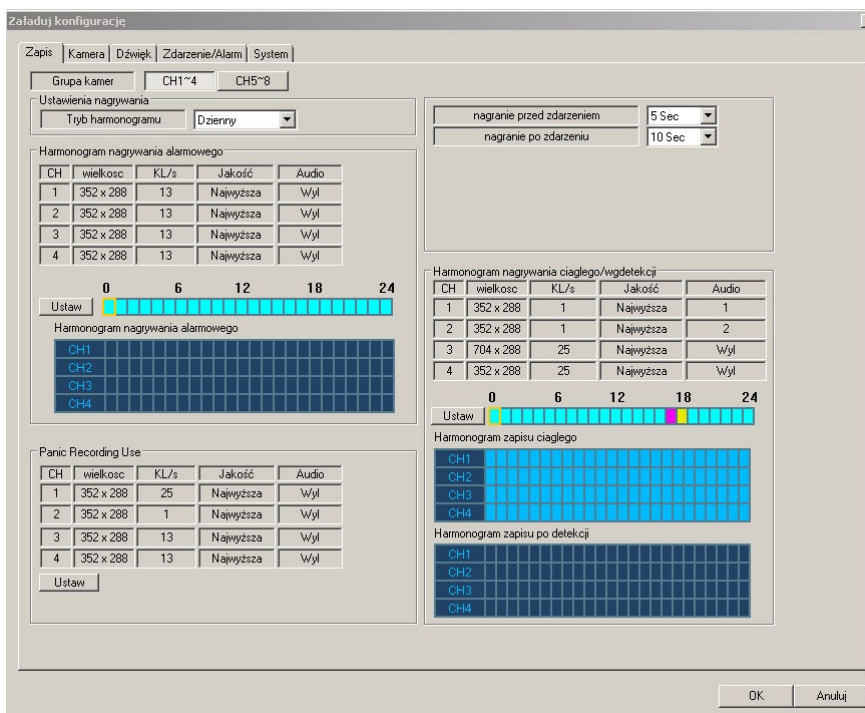 Załaduj konfigurację
Zapis Kamera Dźwięk Zdarzenie/Alarm System
Grupa kamer CH1~4 CH5~8
Ustawienia nagrywania
Tryb harmonogramu Dzienny
nagranie przed zdarzeniem 5 Sec
nagranie po zdarzeniu 10 Sec
Harmonogram nagrywania alarmowego
CH wielkosc KL/s Jakość Audio
1 352 x 288 13 Najwyższa Wyl
2 352 x 288 13 Najwyższa Wyl
3 352 x 288 13 Najwyższa Wyl
4 352 x 288 13 Najwyższa Wyl
0 6 12 18 24
Ustaw
Harmonogram nagrywania alarmowego
CH1
CH2
CH3
CH4
Panic Recording Use
CH wielkosc KL/s Jakość Audio
1 352 x 288 25 Najwyższa Wyl
2 352 x 288 1 Najwyższa Wyl
3 352 x 288 13 Najwyższa Wyl
4 352 x 288 13 Najwyższa Wyl
Ustaw
Harmonogram nagrywania ciaglego/wgdetekcji
CH wielkosc KL/s Jakość Audio
1 352 x 288 1 Najwyższa 1
2 352 x 288 1 Najwyższa 2
3 704 x 288 25 Najwyższa Wyl
4 352 x 288 25 Najwyższa Wyl
0 6 12 18 24
Ustaw
Harmonogram zapisu ciaglego
CH1
CH2
CH3
CH4
Harmonogram zapisu po detekcji
CH1
CH2
CH3
CH4
OK Anuluj